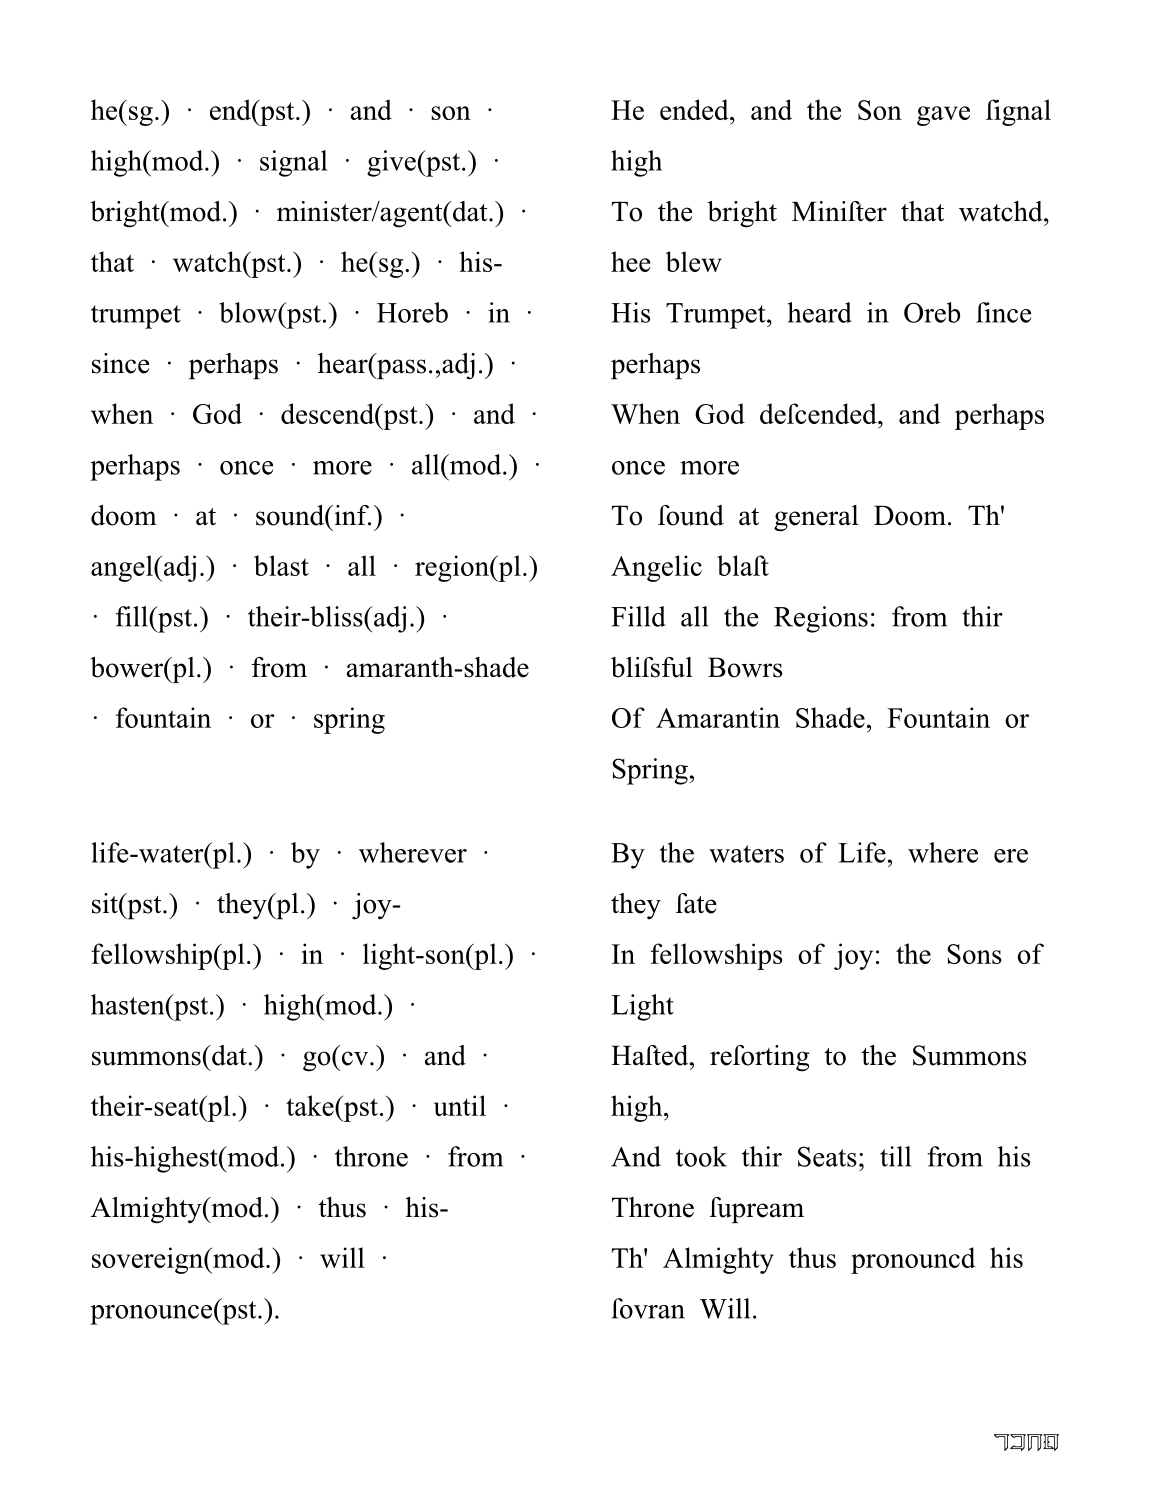 he(sg.) · end(pst.) · and · son ·
high(mod.) · signal · give(pst.) ·
bright(mod.) · minister/agent(dat.) ·
that · watch(pst.) · he(sg.) · his-
trumpet · blow(pst.) · Horeb · in ·
since · perhaps · hear(pass.,adj.) ·
when · God · descend(pst.) · and ·
perhaps · once · more · all(mod.) ·
doom · at · sound(inf.) ·
angel(adj.) · blast · all · region(pl.)
· fill(pst.) · their-bliss(adj.) ·
bower(pl.) · from · amaranth-shade
· fountain · or · spring
He ended, and the Son gave ſignal
high
To the bright Miniſter that watchd,
hee blew
His Trumpet, heard in Oreb ſince
perhaps
When God deſcended, and perhaps
once more
To ſound at general Doom. Th'
Angelic blaſt
Filld all the Regions: from thir
bliſsful Bowrs
Of Amarantin Shade, Fountain or
Spring,
life-water(pl.) · by · wherever ·
sit(pst.) · they(pl.) · joy-
fellowship(pl.) · in · light-son(pl.) ·
hasten(pst.) · high(mod.) ·
summons(dat.) · go(cv.) · and ·
their-seat(pl.) · take(pst.) · until ·
his-highest(mod.) · throne · from ·
Almighty(mod.) · thus · his-
sovereign(mod.) · will ·
pronounce(pst.).
By the waters of Life, where ere
they ſate
In fellowships of joy: the Sons of
Light
Haſted, reſorting to the Summons
high,
And took thir Seats; till from his
Throne ſupream
Th' Almighty thus pronouncd his
ſovran Will.